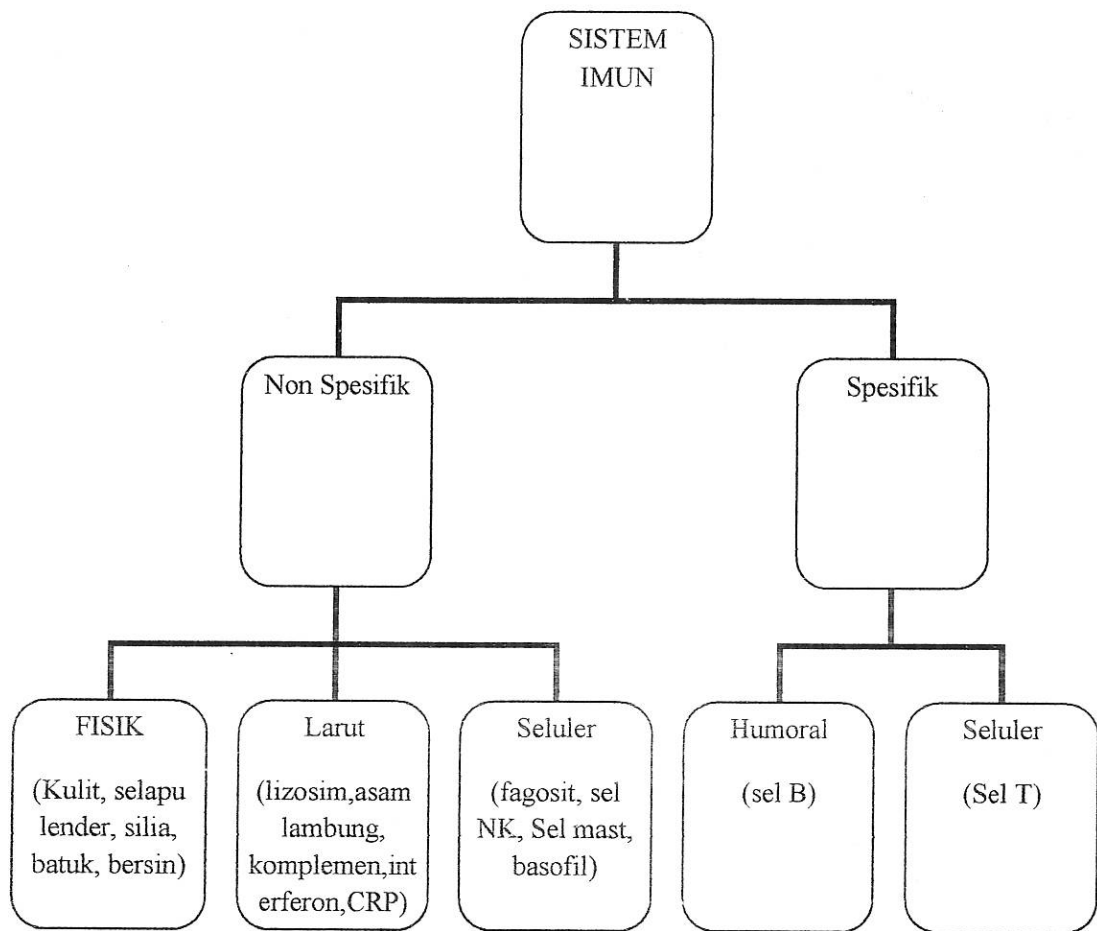 SISTEM
IMUN
Non Spesifik
Spesifik
FISIK
(Kulit, selapu
lender, silia,
batuk, bersin)
Larut
(lizosim,asam
lambung,
komplemen,int
erferon,CRP)
Seluler
(fagosit, sel
NK, Sel mast,
basofil)
Humoral
(sel B)
Seluler
(Sel T)